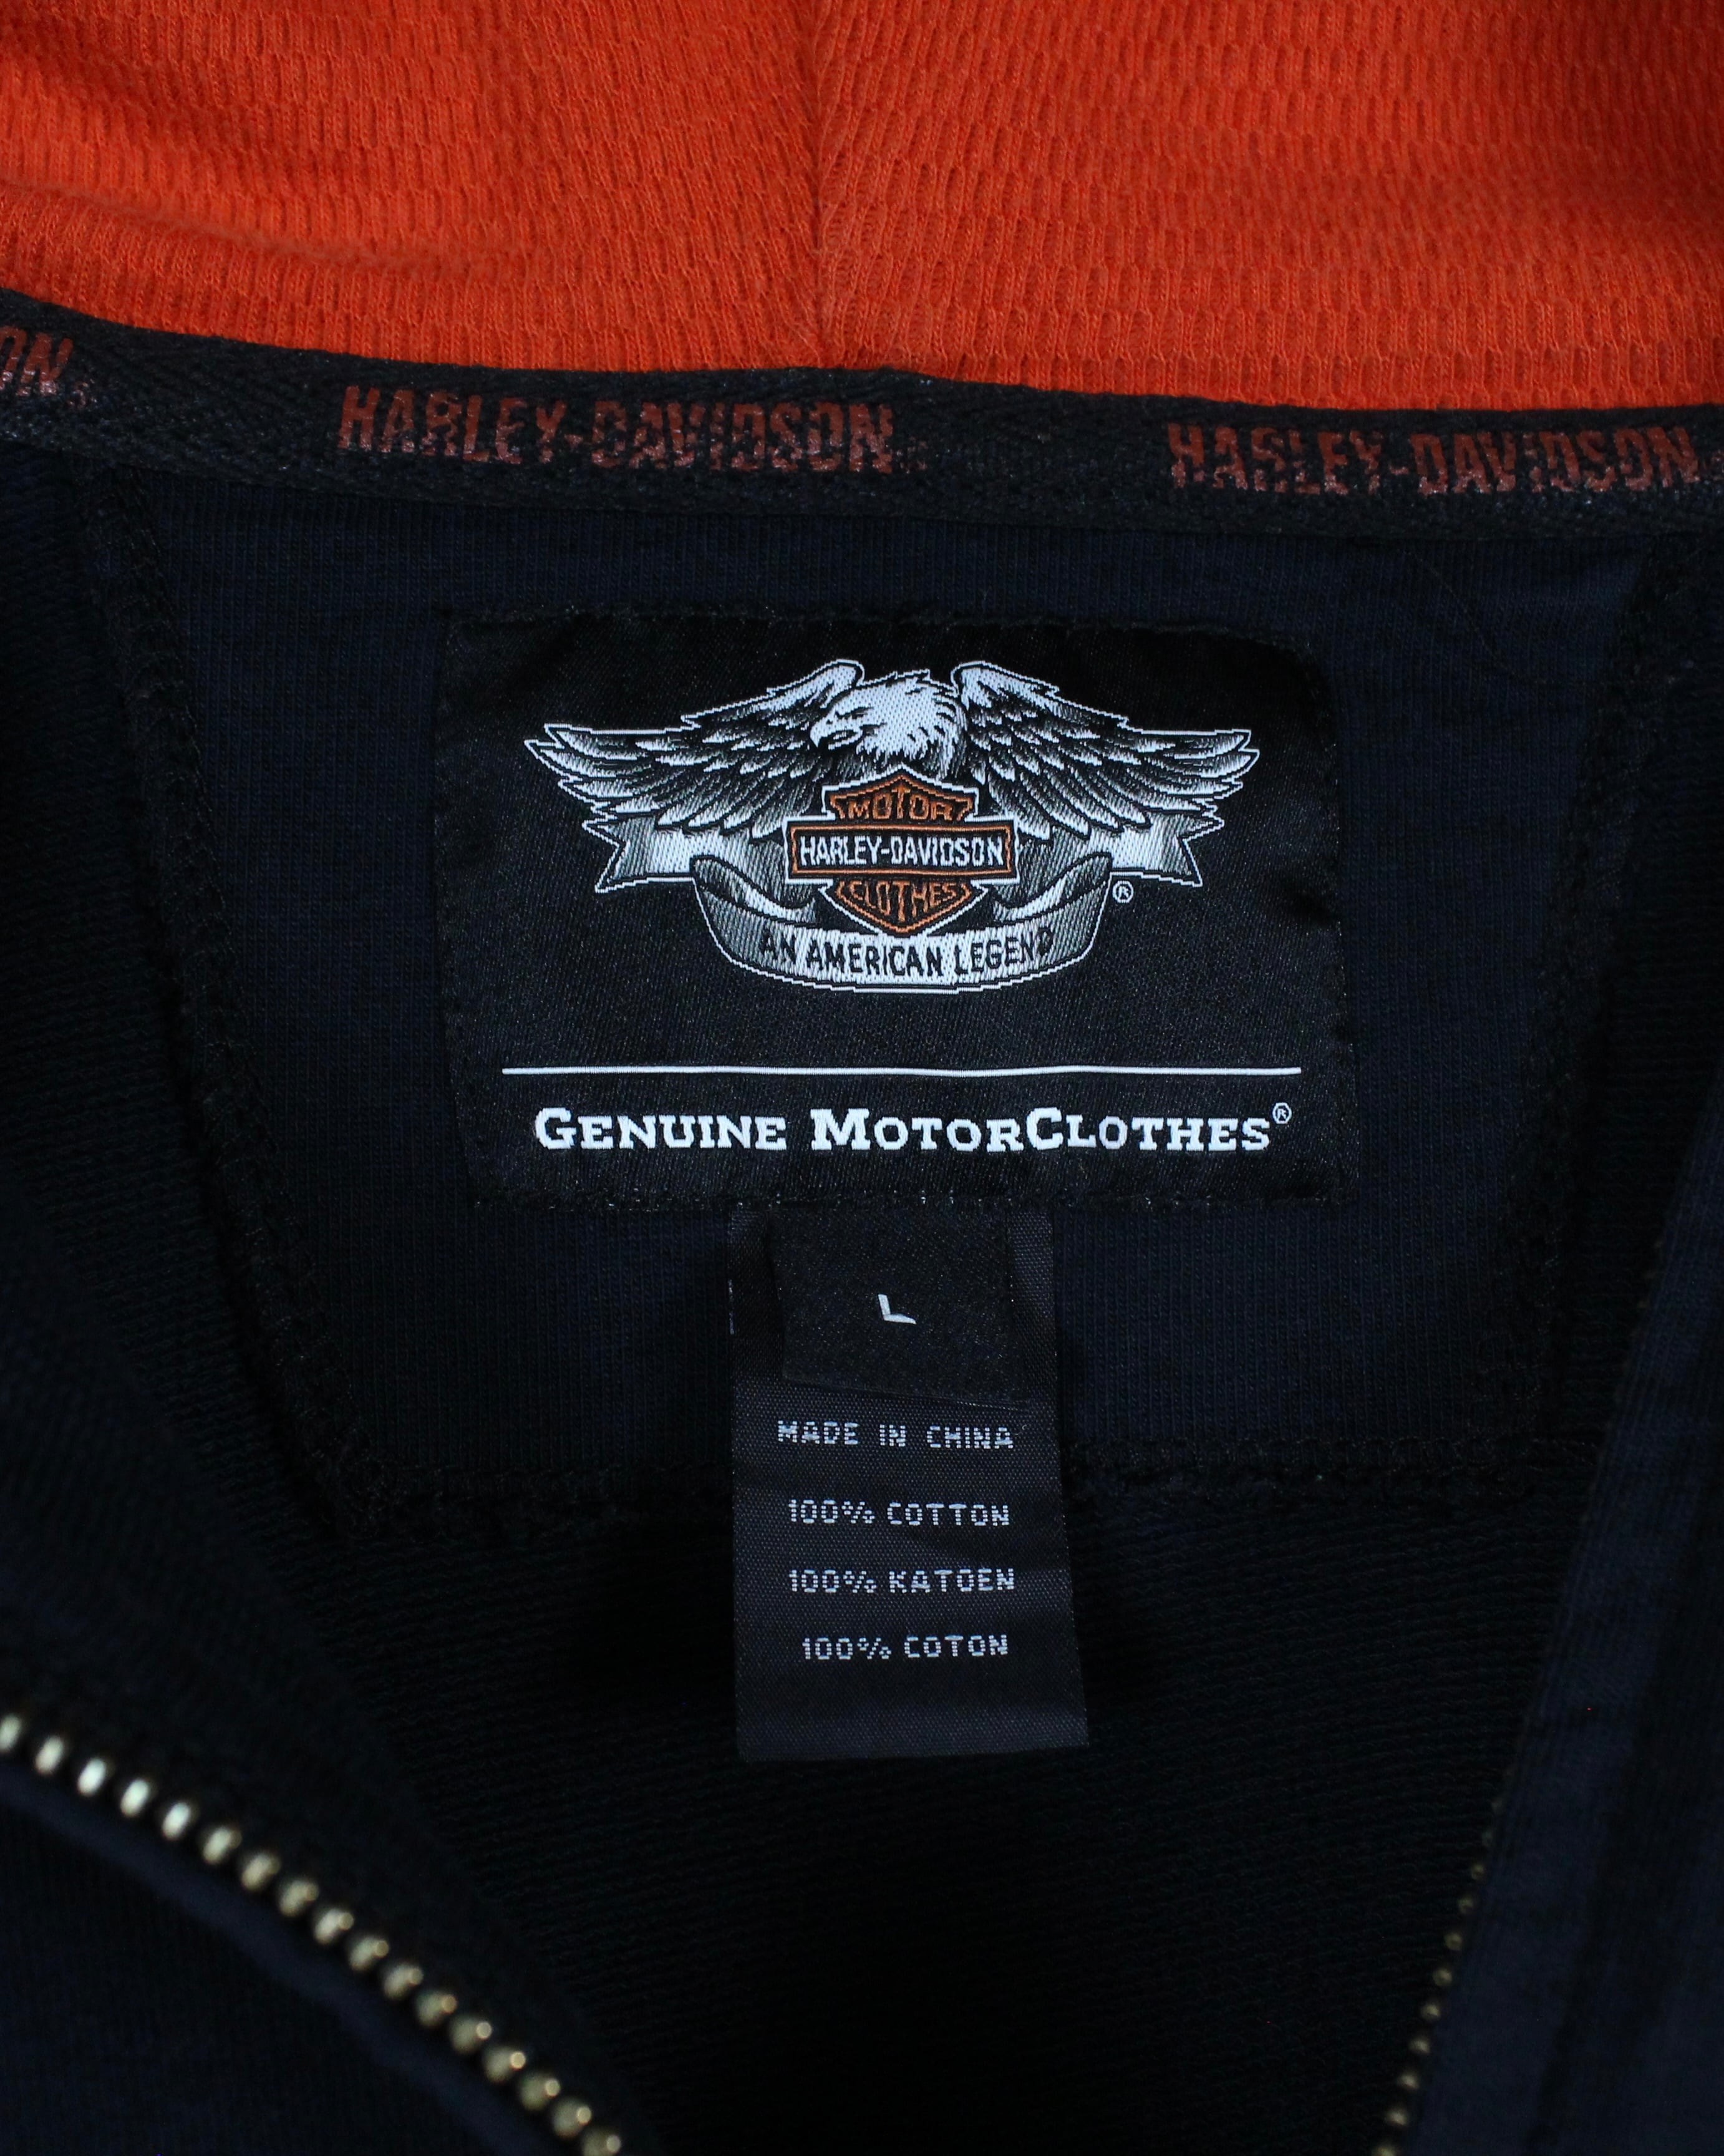 ON
HARLEY-DAVIDSON
HARLEY-DAVIDSON
MOTOR
HARLEY-DAVIDSON
CLOTHES
®
AN AMERICAN LEGEND
GENUINE MOTORCLOTHES®
L
MADE IN CHINA
100% COTTON
100% KATOEN
100% COTON